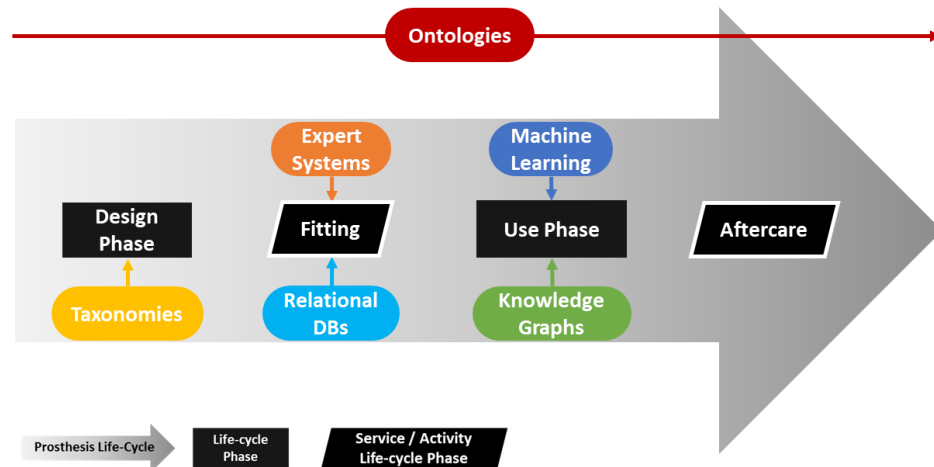 Ontologies
Expert
Systems
Machine
Learning
Design
Phase
Fitting
Use Phase
Aftercare
Taxonomies
Relational
DBs
Knowledge
Graphs
Prosthesis Life-Cycle
Life-cycle
Phase
Service / Activity
Life-cycle Phase